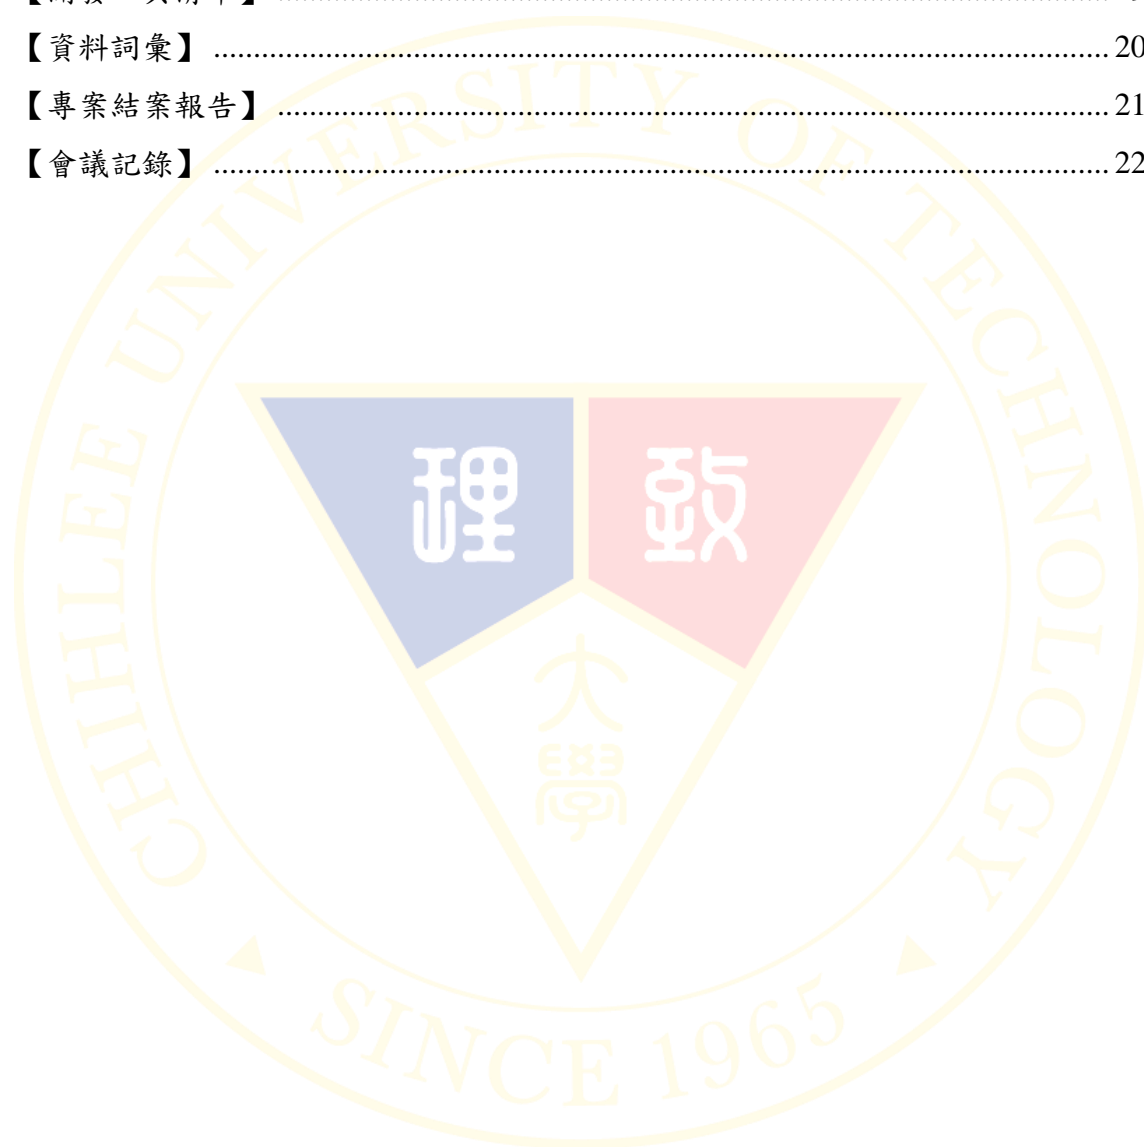 【資料詞彙】 ........................................ 20
【專案結案報告】 ........................................ 21
【會議記錄】 ........................................ 22
CHIHLEE UNIVERSITY OF TECHNOLOGY
理 致
大
學
SINCE 1965